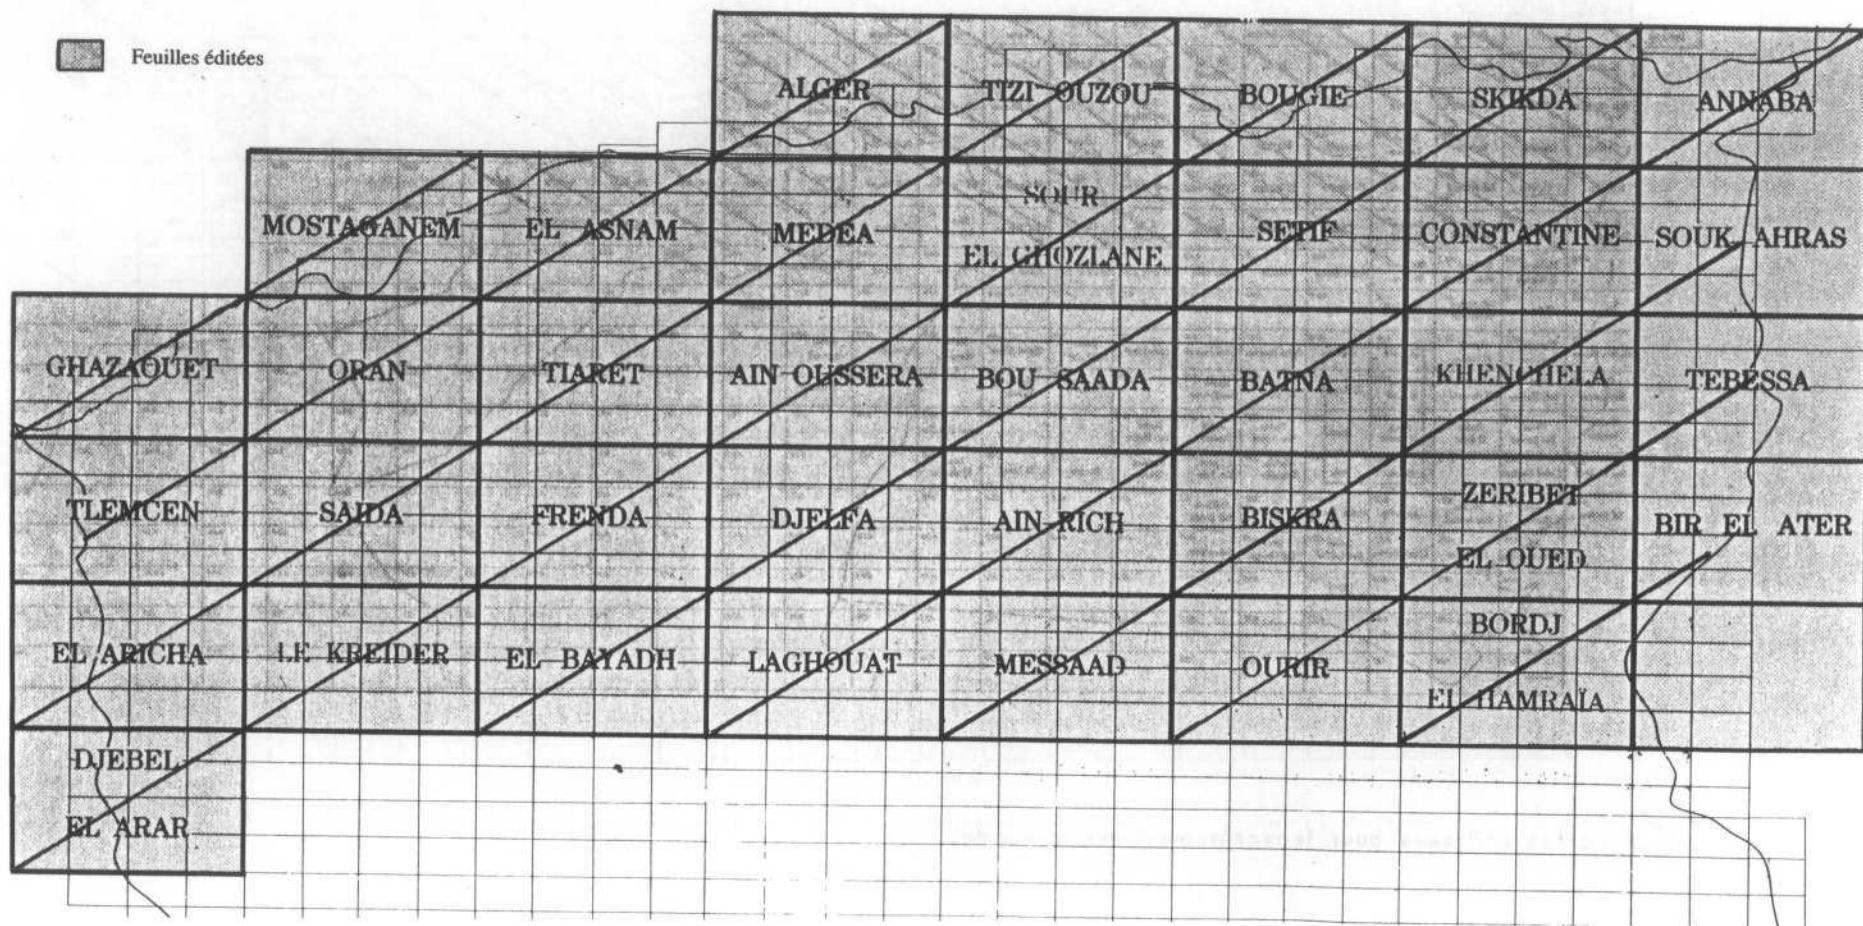 Feuilles éditées
ALGER
TIZI OUZOU
BOUGIE
SKIKDA
ANNABA
MOSTAGANEM
EL ASNAM
MEDEA
SOUR
EL GHOZLANE
SETIF
CONSTANTINE
SOUK AHRAS
GHAZAOUET
ORAN
TIARET
AIN OUSSERA
BOU SAADA
BATNA
KHENCHELA
TEBESSA
TLEMCEN
SAIDA
FRENDA
DJELFA
AIN RICH
BISKRA
ZERIBET
EL OUED
BIR EL ATER
EL ARICHA
LE KREIDER
EL BAYADH
LAGHOUAT
MESSAAD
OURIR
BORDJ
EL HAMRAÏA
DJEBEL
EL ARAR